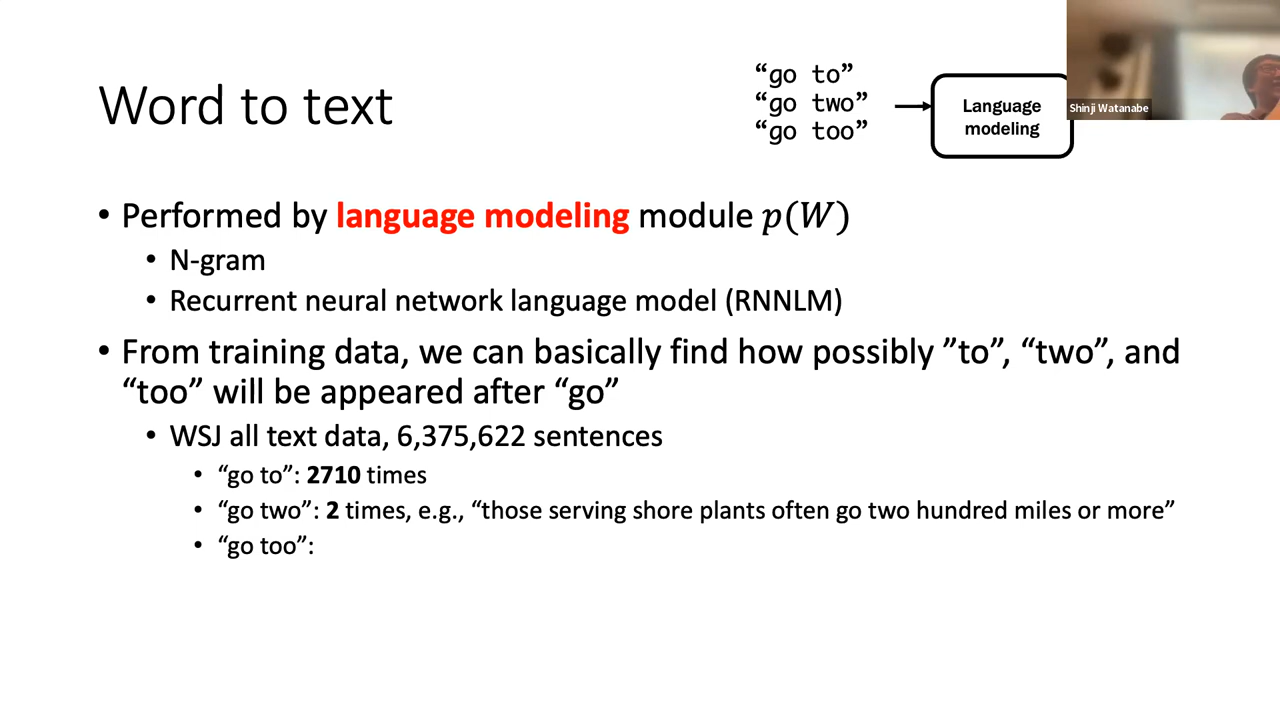 Word to text
“go to”
“go two”
“go too”
Language
modeling
Shinji Watanabe
• Performed by language modeling module p(W)
• N-gram
• Recurrent neural network language model (RNNLM)
• From training data, we can basically find how possibly ”to”, “two”, and
“too” will be appeared after “go”
• WSJ all text data, 6,375,622 sentences
• “go to”: 2710 times
• “go two”: 2 times, e.g., “those serving shore plants often go two hundred miles or more”
• “go too”: